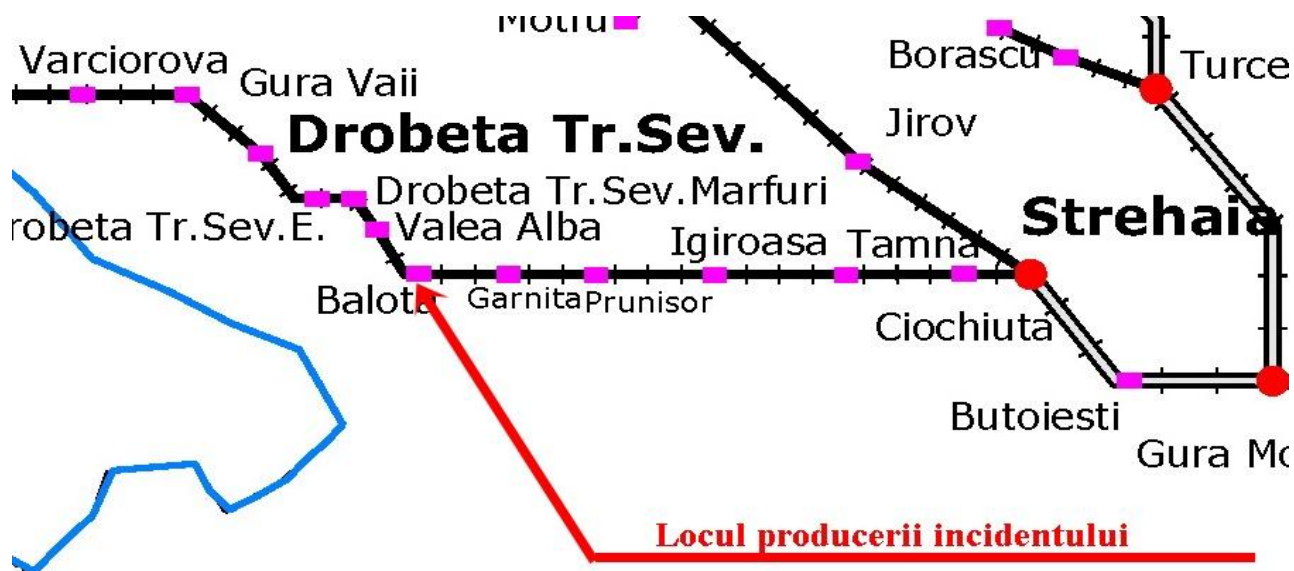 Motru
Varciorova
Borascu
Turce
Gura Vaii
Drobeta Tr.Sev.
Jirov
Drobeta Tr.Sev.Marfuri
robeta Tr.Sev.E.
Valea Alba
Igiroasa
Tamna
Strehaia
Balota
Garnita
Prunisor
Ciochiuta
Butoiesti
Gura Mo
Locul producerii incidentului